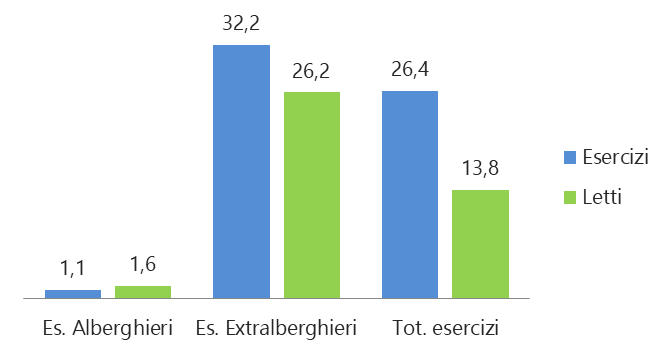 32,2
26,2
26,4
13,8
1,1
1,6
Esercizi
Letti
Es. Alberghieri
Es. Extralberghieri
Tot. esercizi